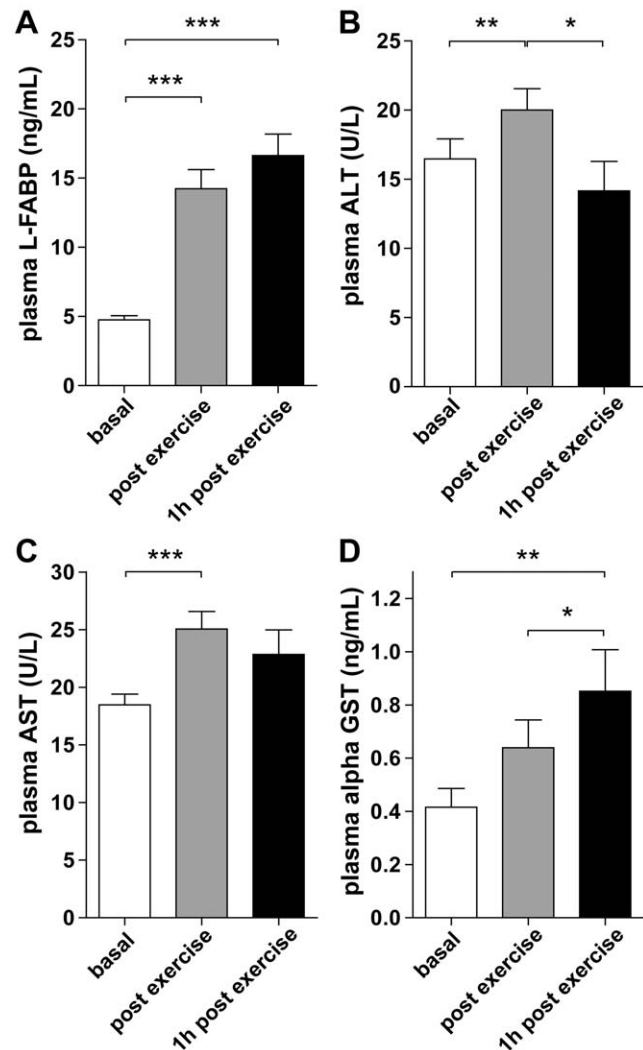 A
plasma L-FABP (ng/mL)
25
20
15
10
5
0
***
***
basal
post exercise
1h post exercise
B
plasma ALT (U/L)
25
20
15
10
5
0
**
*
basal
post exercise
1h post exercise
C
plasma AST (U/L)
30
25
20
15
10
5
0
***
basal
post exercise
1h post exercise
D
plasma alpha GST (ng/mL)
1.2
1.0
0.8
0.6
0.4
0.2
0.0
**
*
basal
post exercise
1h post exercise